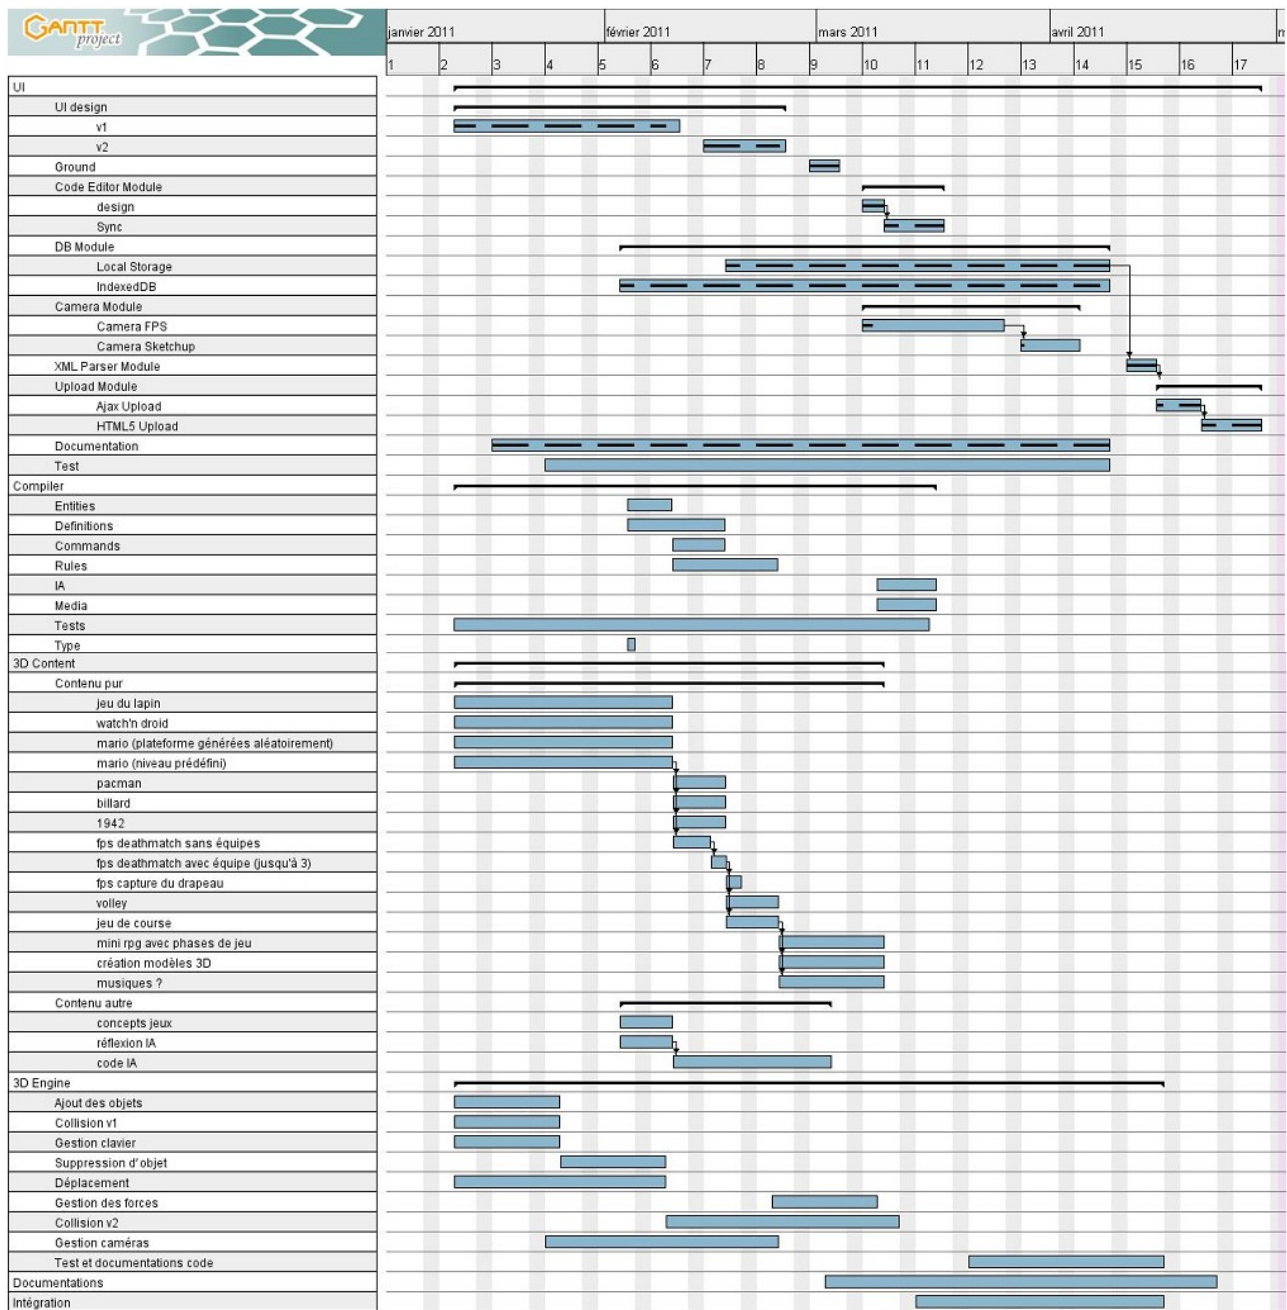 GANTT
project
janvier 2011 février 2011 mars 2011 avril 2011 m
1 2 3 4 5 6 7 8 9 10 11 12 13 14 15 16 17
UI
UI design
v1
v2
Ground
Code Editor Module
design
Sync
DB Module
Local Storage
IndexedDB
Camera Module
Camera FPS
Camera Sketchup
XML Parser Module
Upload Module
Ajax Upload
HTML5 Upload
Documentation
Test
Compiler
Entities
Definitions
Commands
Rules
IA
Media
Tests
Type
3D Content
Contenu pur
jeu du lapin
watch'n droid
mario (plateforme générées aléatoirement)
mario (niveau prédéfini)
pacman
billard
1942
fps deathmatch sans équipes
fps deathmatch avec équipe (jusqu'à 3)
fps capture du drapeau
volley
jeu de course
mini rpg avec phases de jeu
création modèles 3D
musiques ?
Contenu autre
concepts jeux
réflexion IA
code IA
3D Engine
Ajout des objets
Collision v1
Gestion clavier
Suppression d'objet
Déplacement
Gestion des forces
Collision v2
Gestion caméras
Test et documentations code
Documentations
Intégration